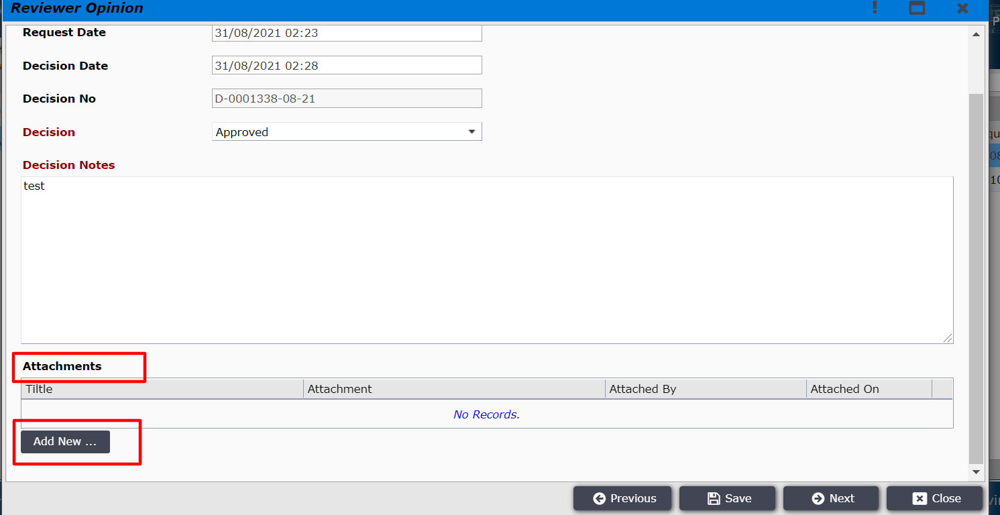 Reviewer Opinion
Request Date 31/08/2021 02:23
Decision Date 31/08/2021 02:28
Decision No D-0001338-08-21
Decision Approved
Decision Notes
test
Attachments
Tiltle Attachment Attached By Attached On
No Records.
Add New ...
Previous Save Next Close